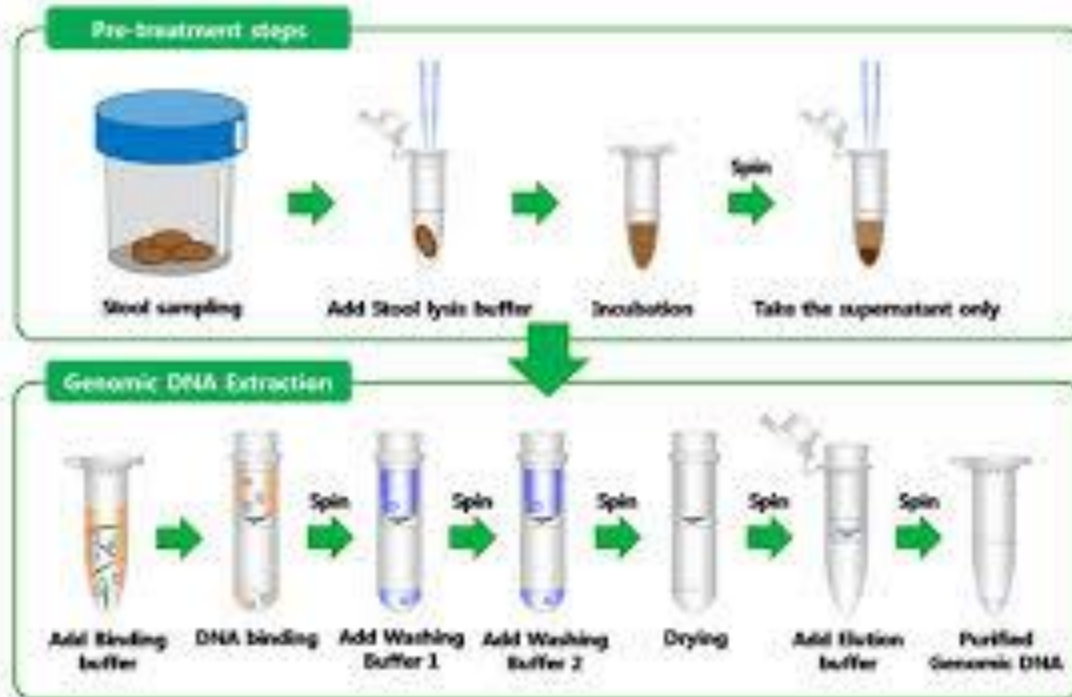 Pre-treatment steps
Spin
Stool sampling
Add Stool lysis buffer
Incubation
Take the supernatant only
Genomic DNA Extraction
Spin
Spin
Spin
Spin
Spin
Add Binding
buffer
DNA binding
Add Washing
Buffer 1
Add Washing
Buffer 2
Drying
Add Elution
buffer
Purified
Genomic DNA